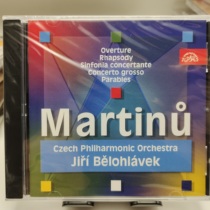 Overture
Rhapsody
Sinfonia concertante
Concerto grosso
Parables
Martinů
Czech Philharmonic Orchestra
Jiří Bělohlávek